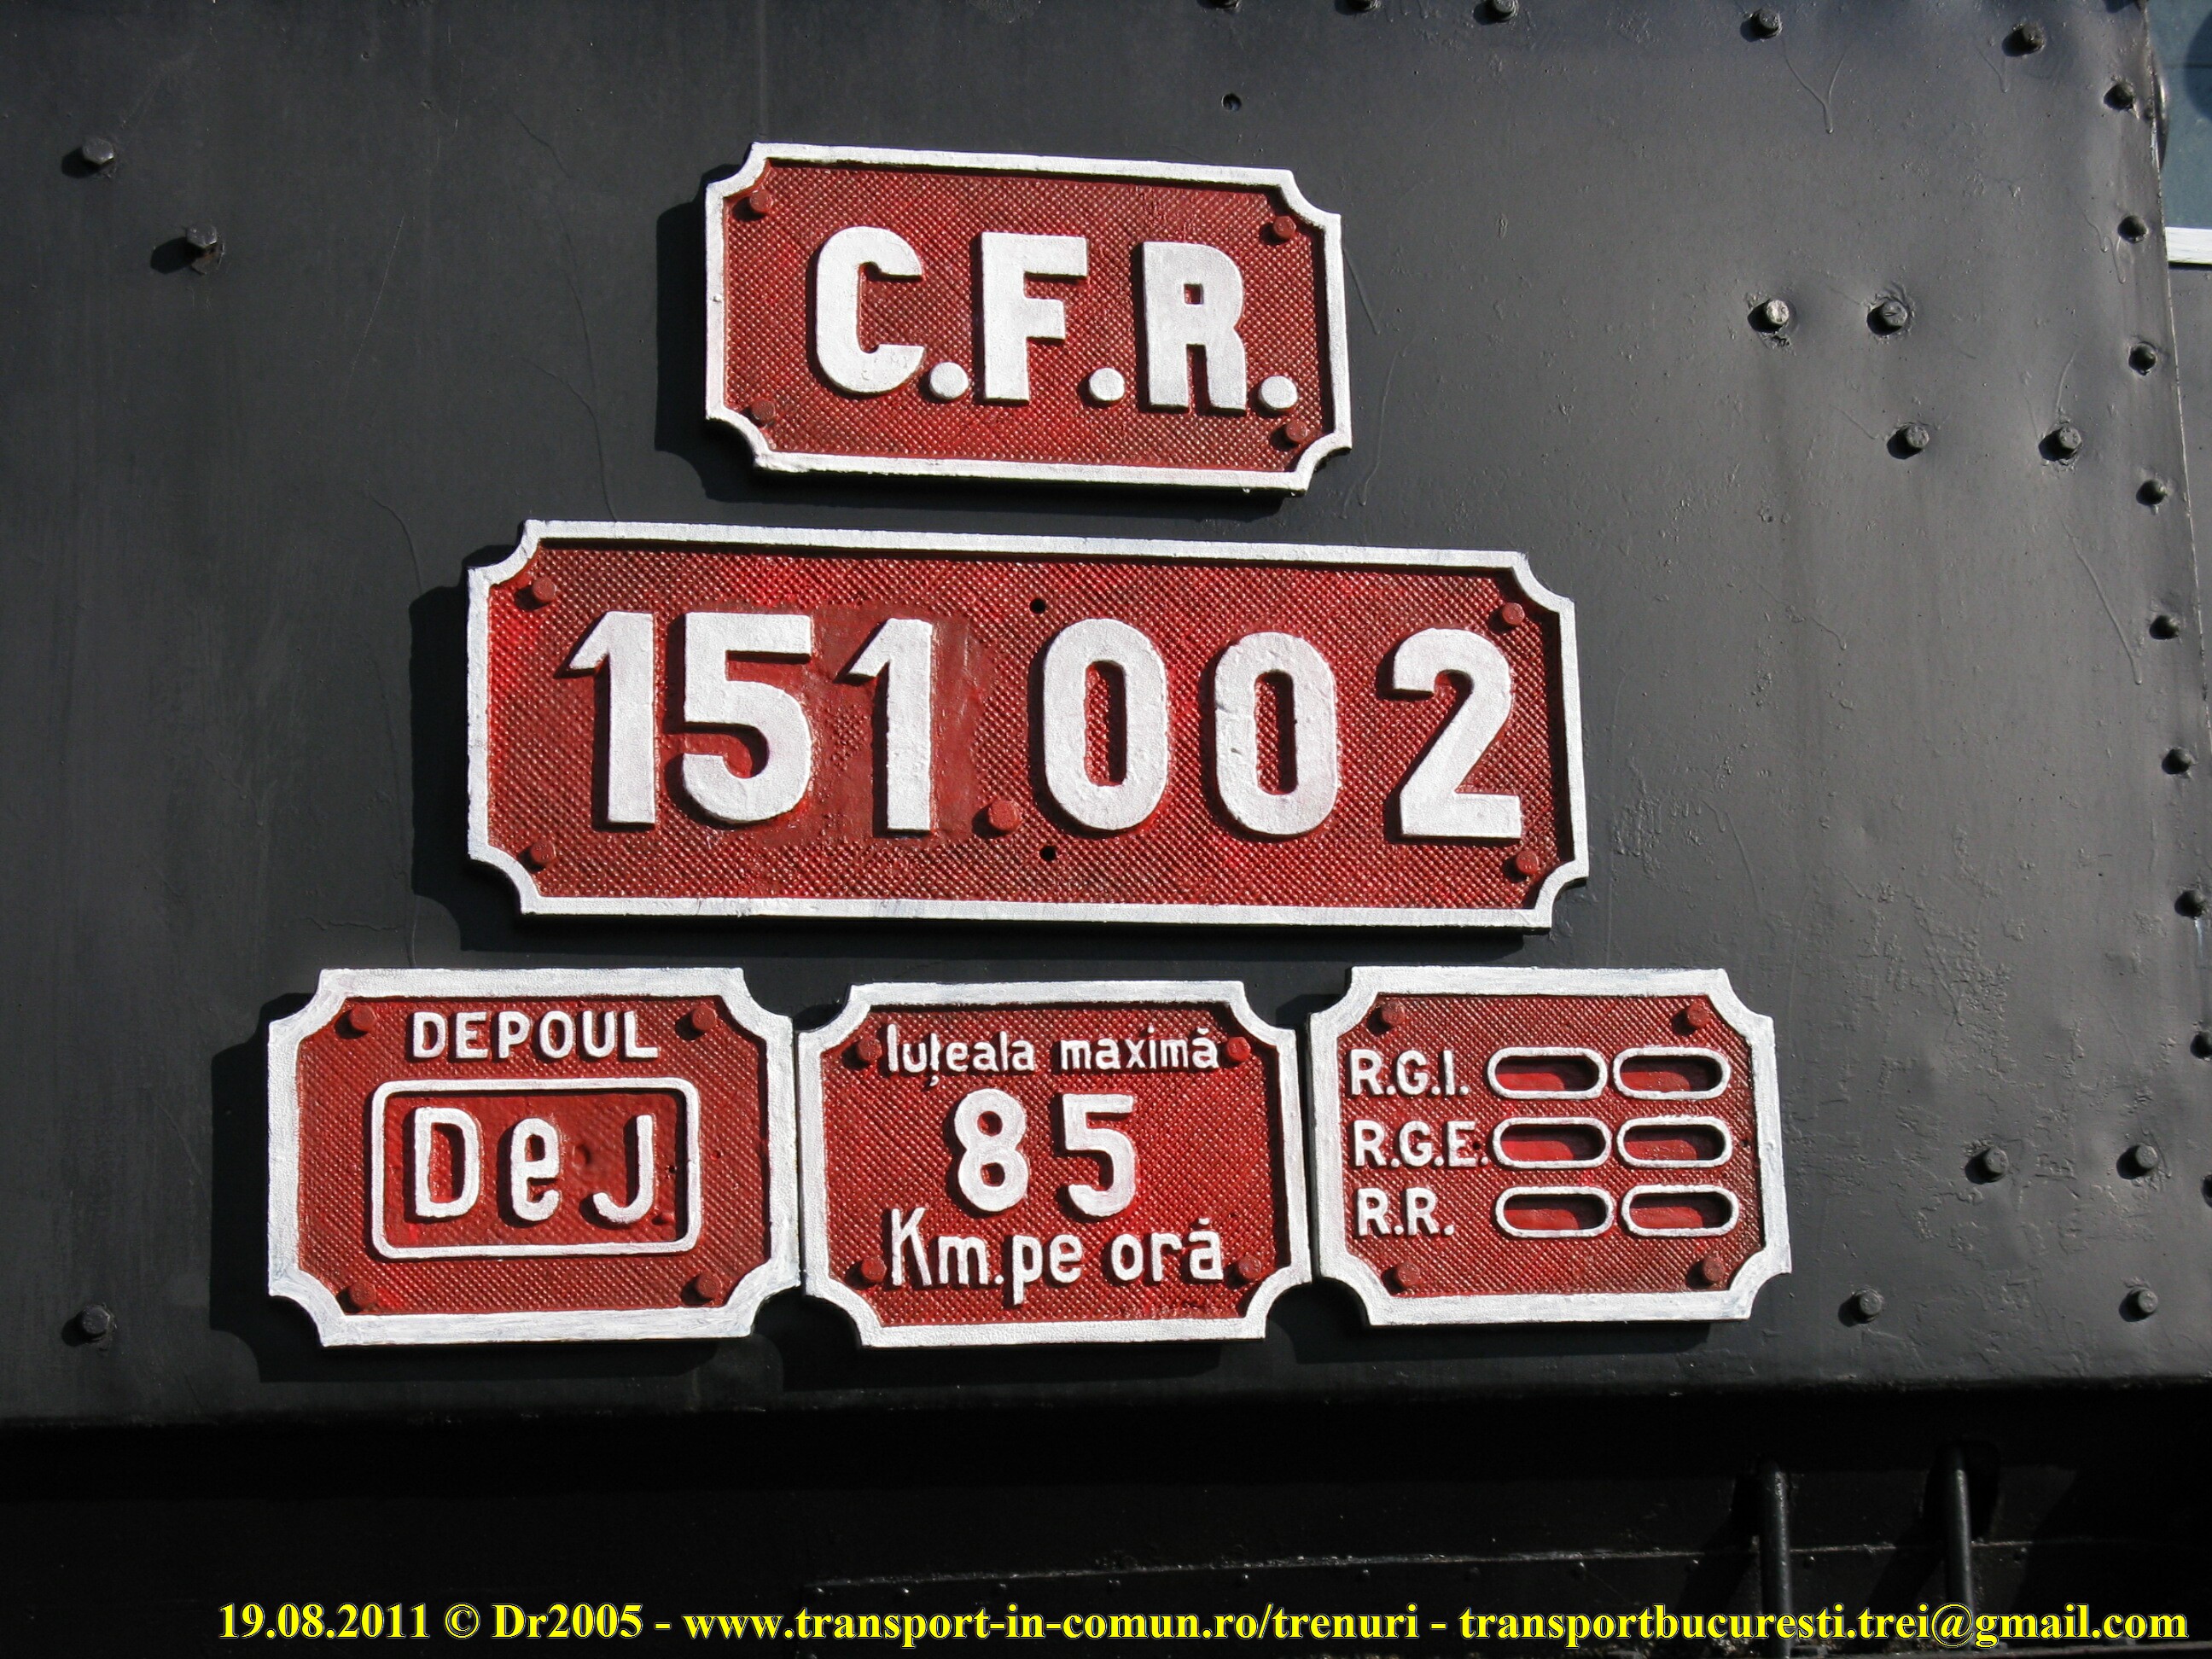 C.F.R.
151.002
DEPOUL
DeJ
Iuțeala maximă
85
Km.pe oră
R.G.I.
R.G.E.
R.R.
19.08.2011 © Dr2005 - www.transport-in-comun.ro/trenuri - transportbucuresti.trei@gmail.com